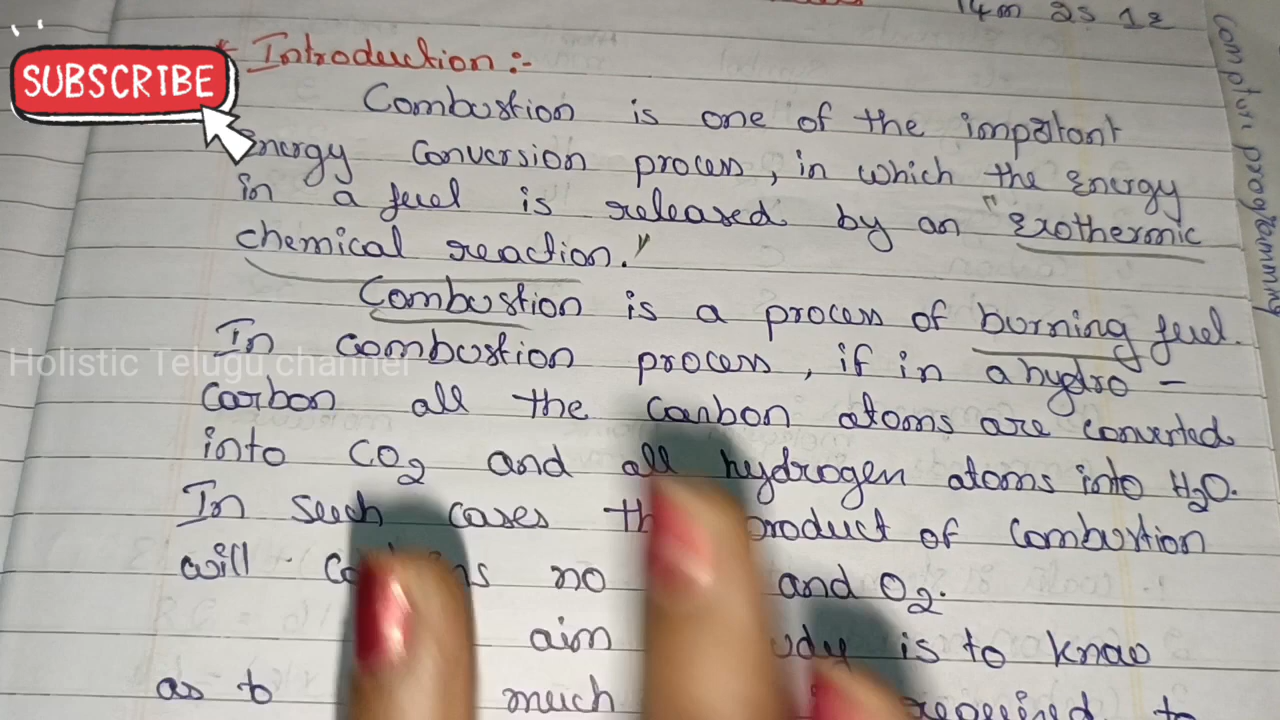 14m 2s 12
* Introduction :-
SUBSCRIBE
Combustion is one of the important
Energy conversion process, in which the Energy
in a fuel is released by an "Exothermic
chemical reaction."
Combustion is a process of burning fuel.
In combustion process, if in a hydro -
Holistic Telugu channel
carbon all the carbon atoms are converted
into CO2 and all hydrogen atoms into H2O.
In such cases product of combustion
will no and O2.
aim is to know
as to much required to